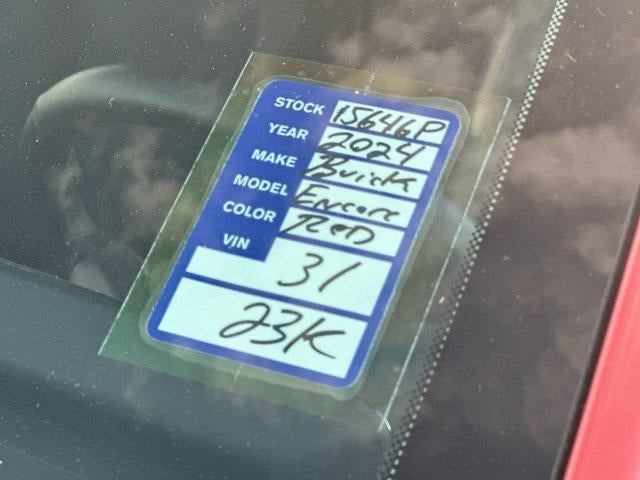 STOCK 15646P
YEAR 2024
MAKE Buick
MODEL Encore
COLOR RED
VIN 31
23K